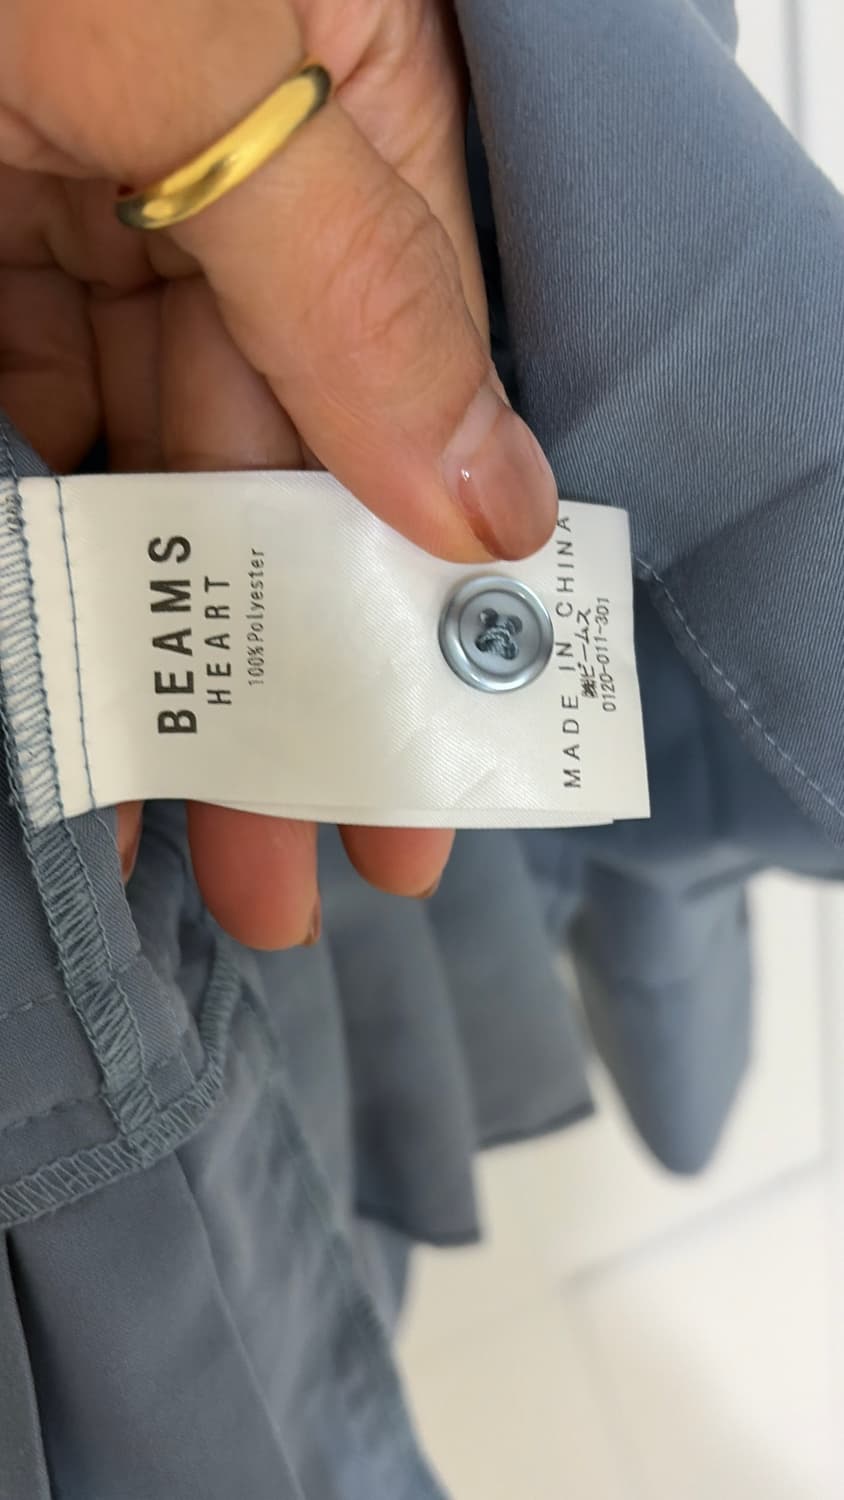 BEAMS
HEART
100%Polyester
MADE IN CHINA
㈱ビームス
0120-011-301